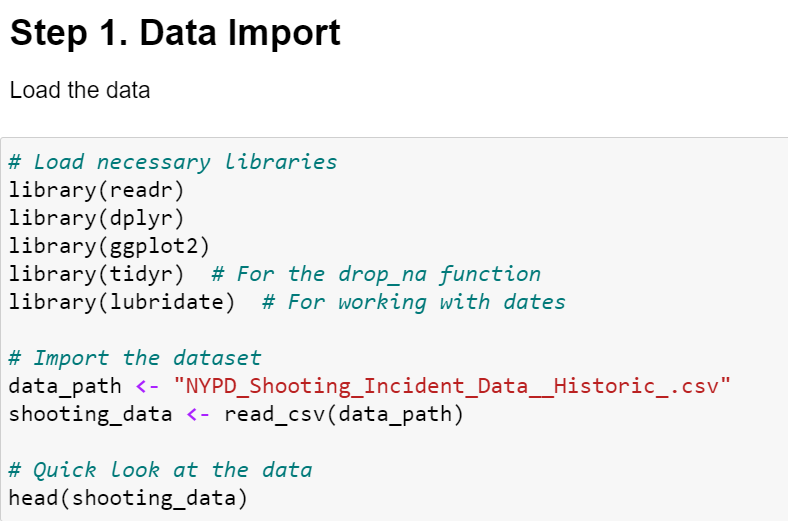 Step 1. Data Import
Load the data
# Load necessary libraries
library(readr)
library(dplyr)
library(ggplot2)
library(tidyr)  # For the drop_na function
library(lubridate)  # For working with dates
# Import the dataset
data_path <- "NYPD_Shooting_Incident_Data__Historic_.csv"
shooting_data <- read_csv(data_path)
# Quick look at the data
head(shooting_data)